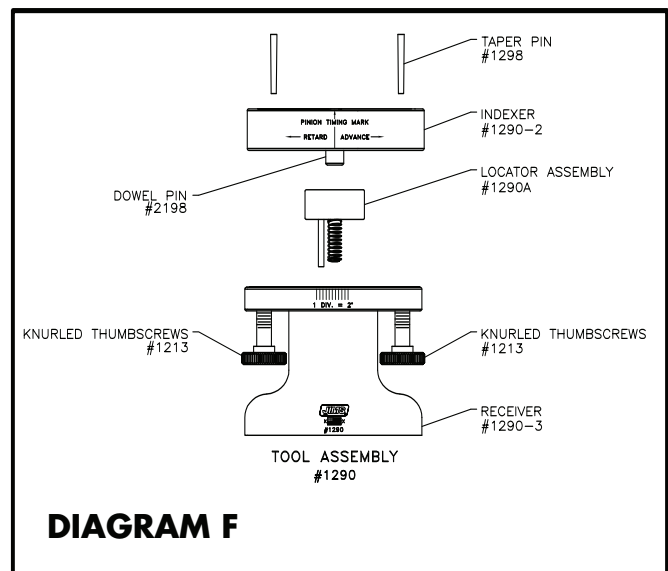 TAPER PIN
#1298
INDEXER
#1290-2
PINION TIMING MARK
RETARD ADVANCE
LOCATOR ASSEMBLY
#1290A
DOWEL PIN
#2198
1 DIV. = 2°
KNURLED THUMBSCREWS
#1213
KNURLED THUMBSCREWS
#1213
JIMS
#1290
RECEIVER
#1290-3
TOOL ASSEMBLY
#1290
DIAGRAM F